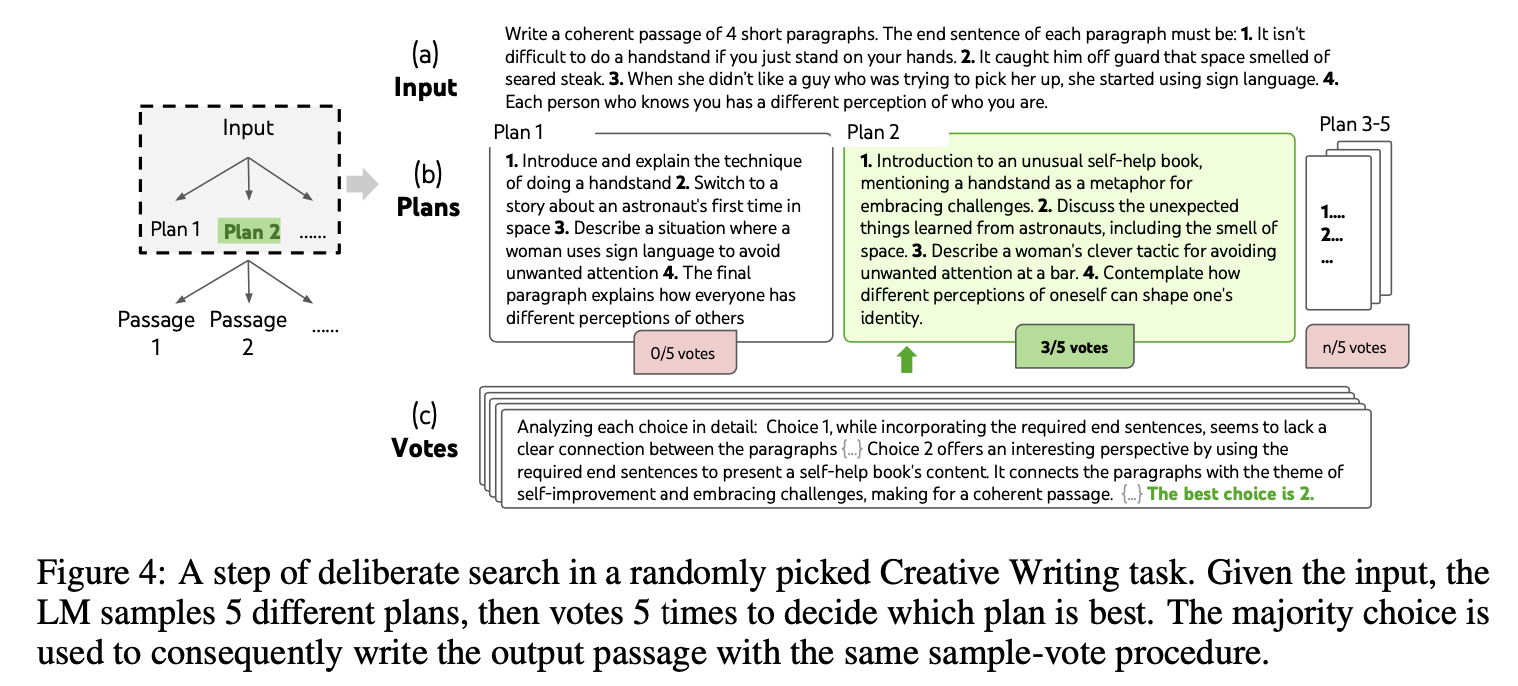 Input
Plan 1 Plan 2 ......
Passage Passage ......
1 2
(a)
Input
Write a coherent passage of 4 short paragraphs. The end sentence of each paragraph must be: 1. It isn't
difficult to do a handstand if you just stand on your hands. 2. It caught him off guard that space smelled of
seared steak. 3. When she didn't like a guy who was trying to pick her up, she started using sign language. 4.
Each person who knows you has a different perception of who you are.
(b)
Plans
Plan 1
1. Introduce and explain the technique
of doing a handstand 2. Switch to a
story about an astronaut's first time in
space 3. Describe a situation where a
woman uses sign language to avoid
unwanted attention 4. The final
paragraph explains how everyone has
different perceptions of others
0/5 votes
Plan 2
1. Introduction to an unusual self-help book,
mentioning a handstand as a metaphor for
embracing challenges. 2. Discuss the unexpected
things learned from astronauts, including the smell of
space. 3. Describe a woman's clever tactic for avoiding
unwanted attention at a bar. 4. Contemplate how
different perceptions of oneself can shape one's
identity.
3/5 votes
Plan 3-5
1....
2...
...
n/5 votes
(c)
Votes
Analyzing each choice in detail: Choice 1, while incorporating the required end sentences, seems to lack a
clear connection between the paragraphs {...} Choice 2 offers an interesting perspective by using the
required end sentences to present a self-help book's content. It connects the paragraphs with the theme of
self-improvement and embracing challenges, making for a coherent passage. {...} The best choice is 2.
Figure 4: A step of deliberate search in a randomly picked Creative Writing task. Given the input, the
LM samples 5 different plans, then votes 5 times to decide which plan is best. The majority choice is
used to consequently write the output passage with the same sample-vote procedure.